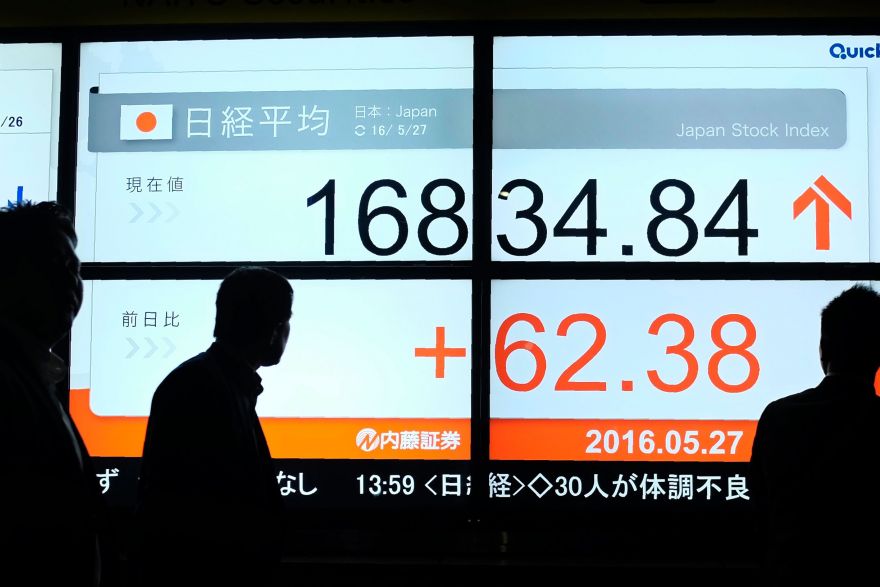 /26
QUICK
日経平均
日本：Japan
16/ 5/27
Japan Stock Index
現在値
16834.84
前日比
+62.38
内藤証券
2016.05.27
ず
なし 13:59 <日経>◇30人が体調不良